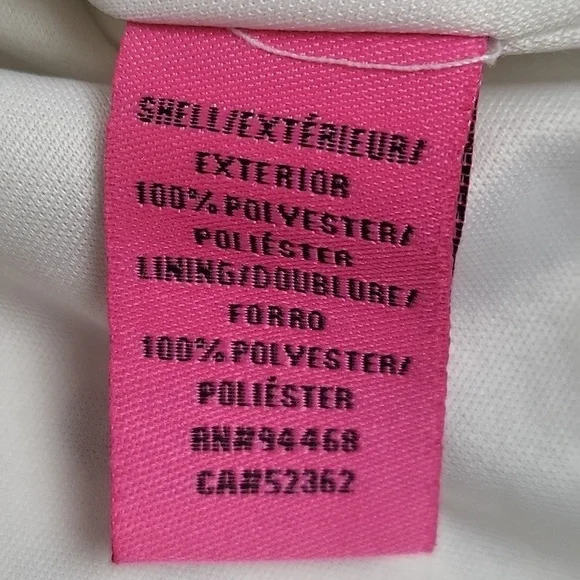 SHELL/EXTÉRIEUR/
EXTERIOR
100% POLYESTER/
POLIÉSTER
LINING/DOUBLURE/
FORRO
100% POLYESTER/
POLIÉSTER
RN#94468
CA#52362